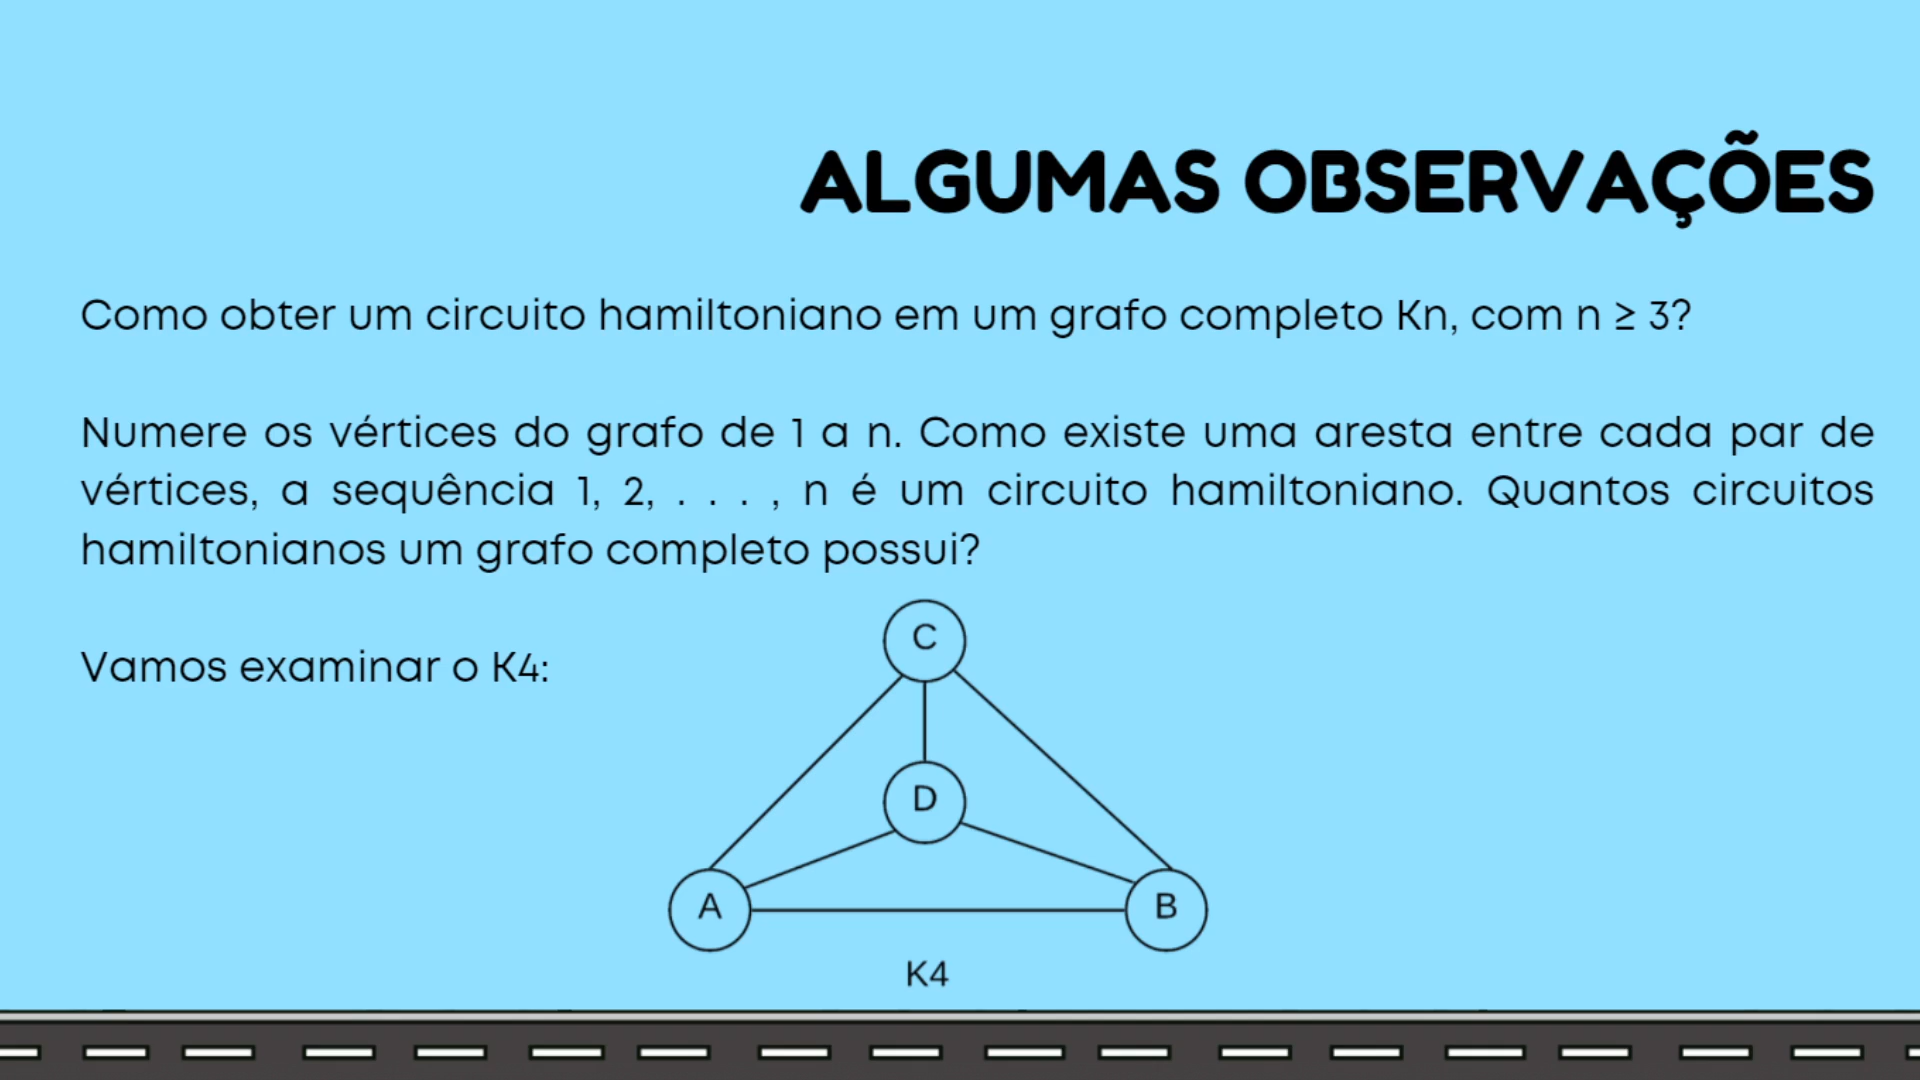 ALGUMAS OBSERVAÇÕES
Como obter um circuito hamiltoniano em um grafo completo Kn, com n ≥ 3?
Numere os vértices do grafo de 1 a n. Como existe uma aresta entre cada par de
vértices, a sequência 1, 2, . . . , n é um circuito hamiltoniano. Quantos circuitos
hamiltonianos um grafo completo possui?
Vamos examinar o K4:
C
D
A
B
K4